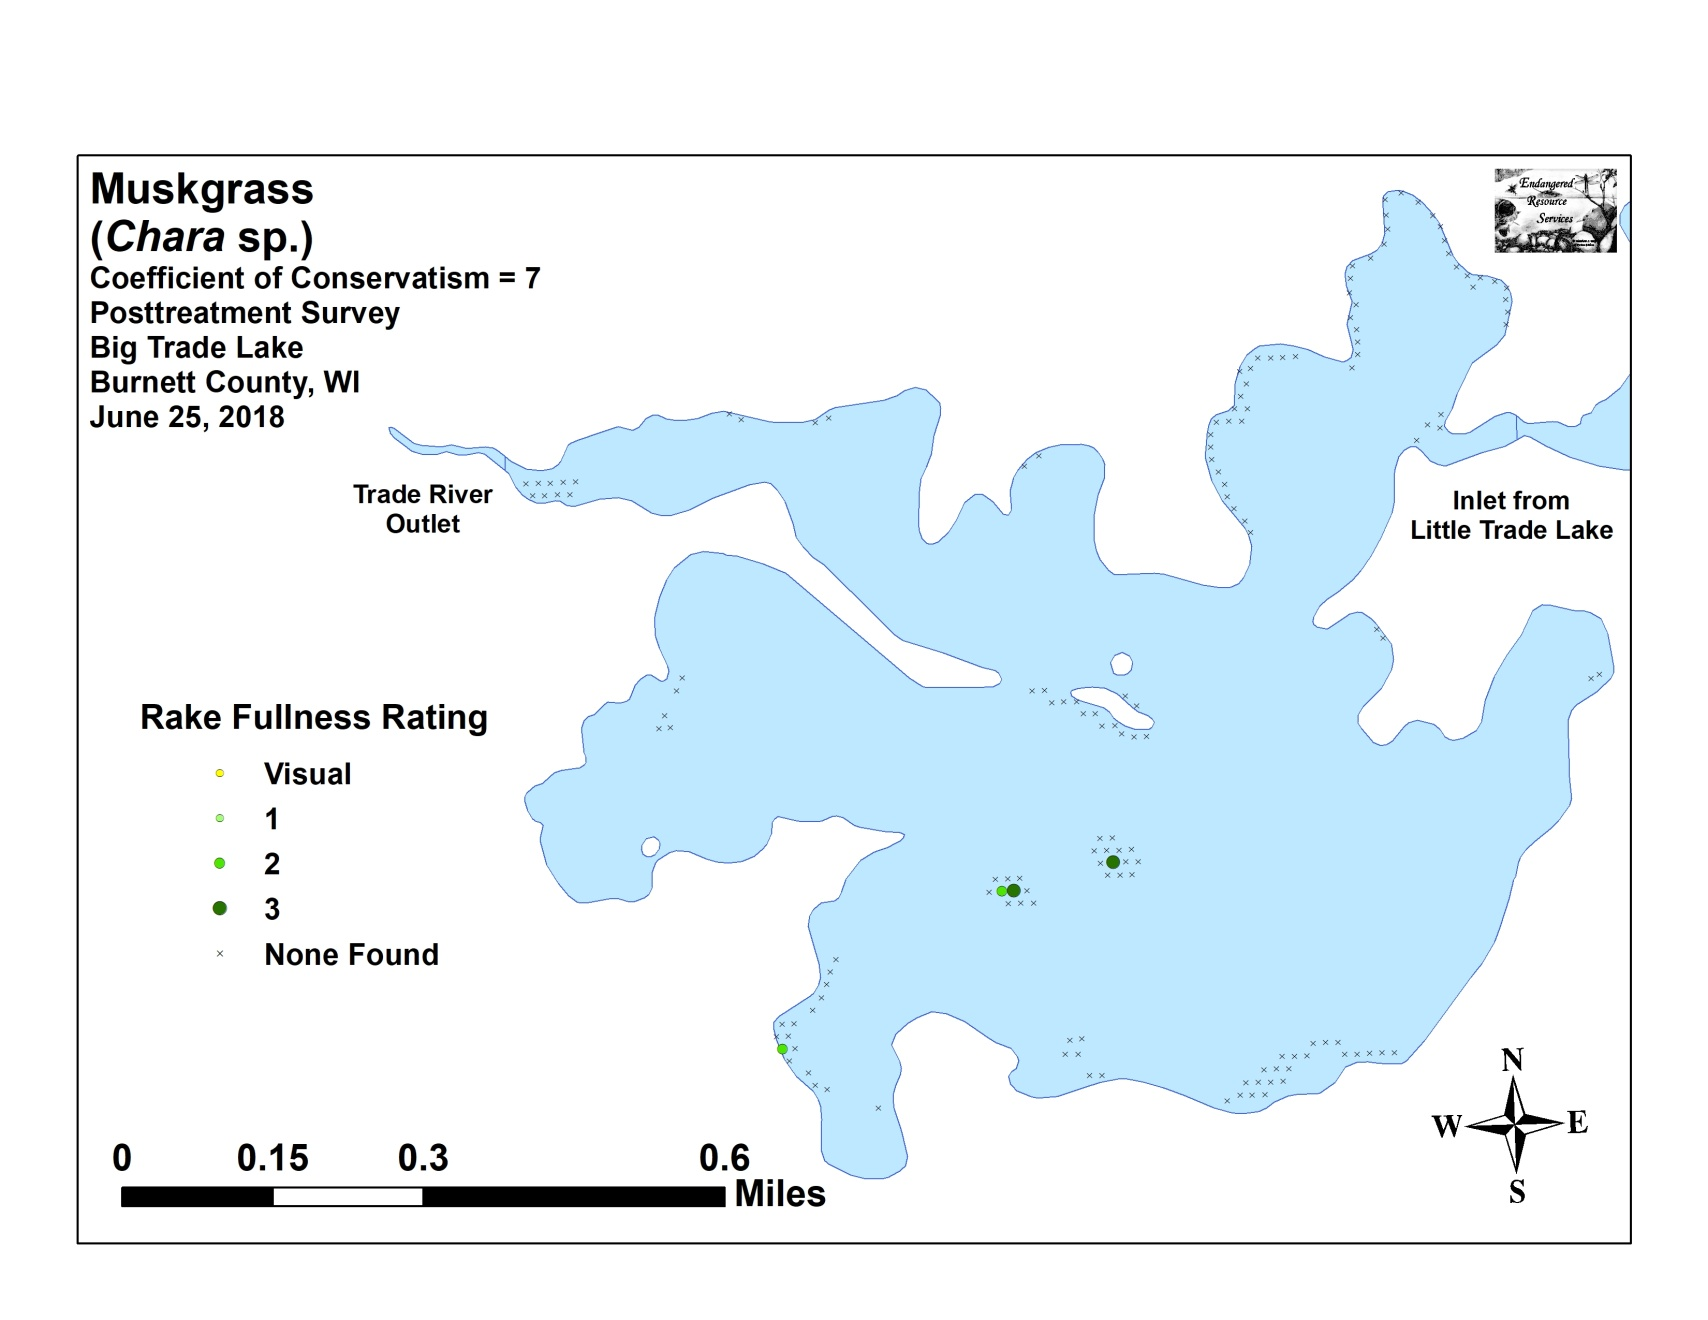 Muskgrass
(Chara sp.)
Coefficient of Conservatism = 7
Posttreatment Survey
Big Trade Lake
Burnett County, WI
June 25, 2018
Endangered
Resource
Services
Trade River
Outlet
Inlet from
Little Trade Lake
Rake Fullness Rating
Visual
1
2
3
None Found
N
W E
S
0 0.15 0.3 0.6
Miles